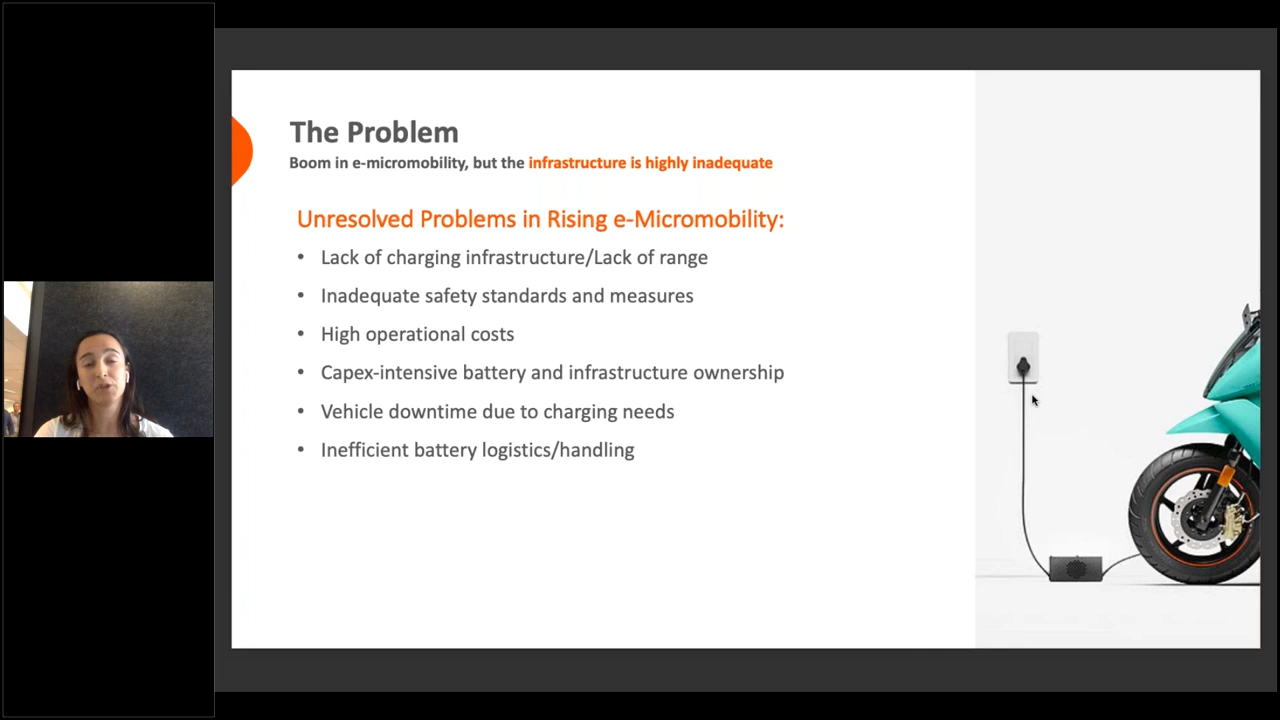 The Problem
Boom in e-micromobility, but the infrastructure is highly inadequate
Unresolved Problems in Rising e-Micromobility:
• Lack of charging infrastructure/Lack of range
• Inadequate safety standards and measures
• High operational costs
• Capex-intensive battery and infrastructure ownership
• Vehicle downtime due to charging needs
• Inefficient battery logistics/handling